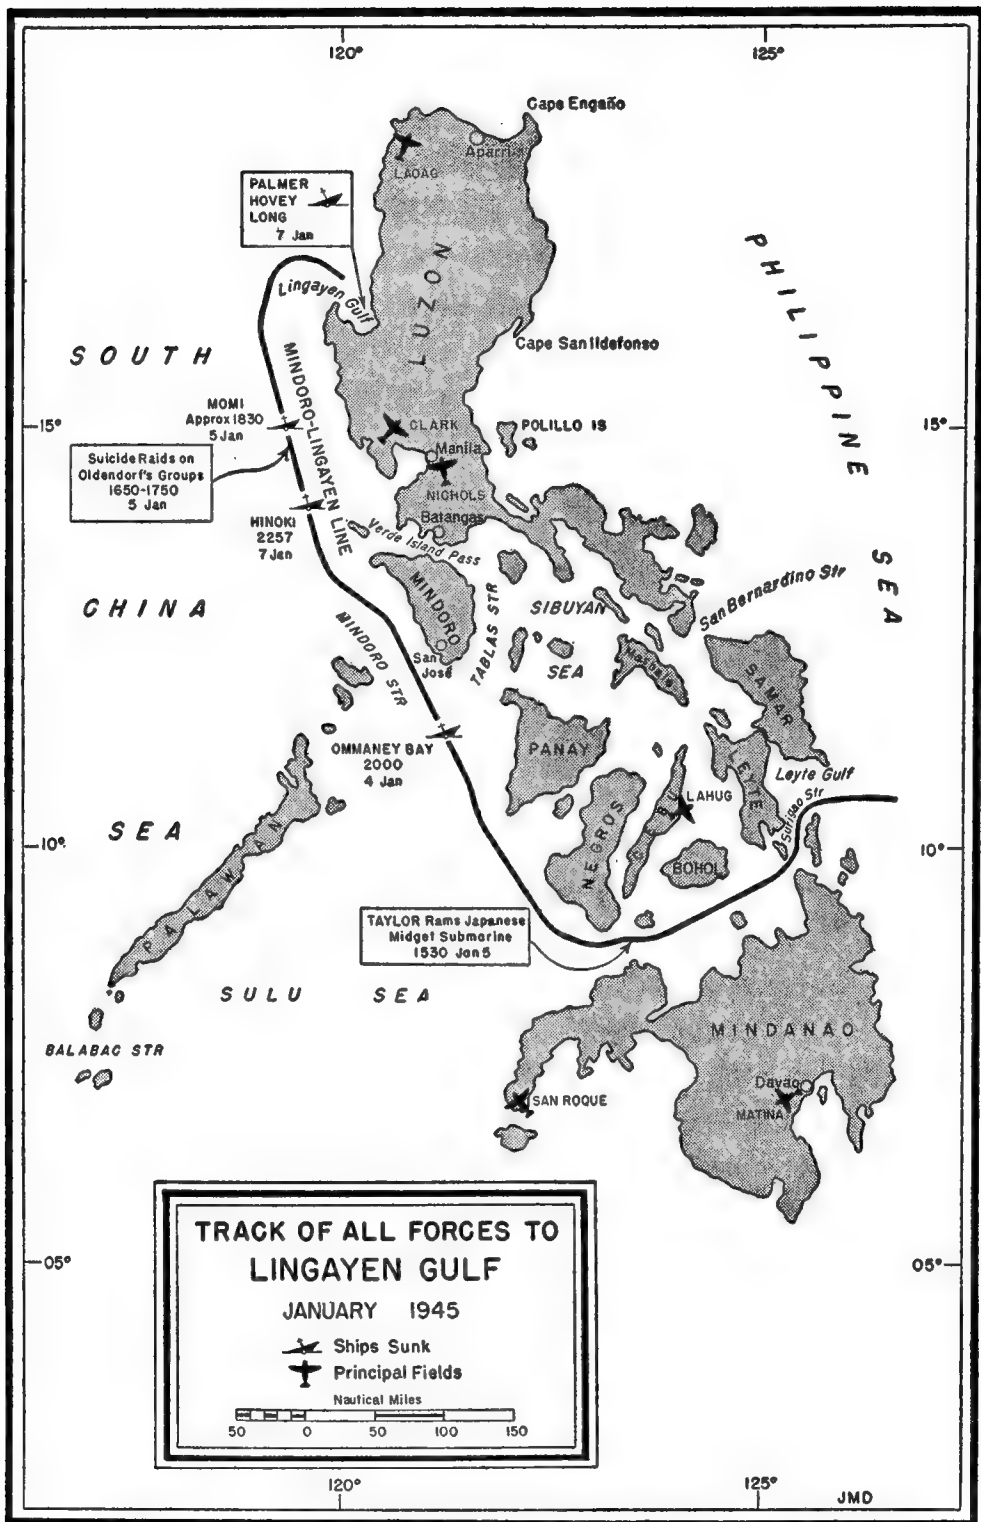 120°
125°
Cape Engaño
Aparri
LAOAG
PALMER
HOVEY
LONG
7 Jan
Lingayen Gulf
LUZON
PHILIPPINE SEA
Cape San Ildefonso
SOUTH
MINDORO-LINGAYEN LINE
MOMI
Approx 1830
5 Jan
15°
CLARK
POLILLO IS
15°
Manila
Suicide Raids on
Oldendorf's Groups
1650-1750
5 Jan
NICHOLS
Batangas
HINOKI
2257
7 Jan
Verde Island Pass
MINDORO
TABLAS STR
SIBUYAN
San Bernardino Str
CHINA
MINDORO STR
San
José
SEA
Masbate
SAMAR
OMMANEY BAY
2000
4 Jan
PANAY
LEYTE
Leyte Gulf
Surigao Str
LAHUG
CEBU
NEGROS
SEA
10°
PALAWAN
BOHOL
10°
TAYLOR Rams Japanese
Midget Submarine
1530 Jan 5
SULU SEA
BALABAC STR
MINDANAO
Davao
SAN ROQUE
MATINA
TRACK OF ALL FORCES TO
LINGAYEN GULF
JANUARY 1945
Ships Sunk
Principal Fields
Nautical Miles
50 0 50 100 150
05°
05°
120°
125°
JMD